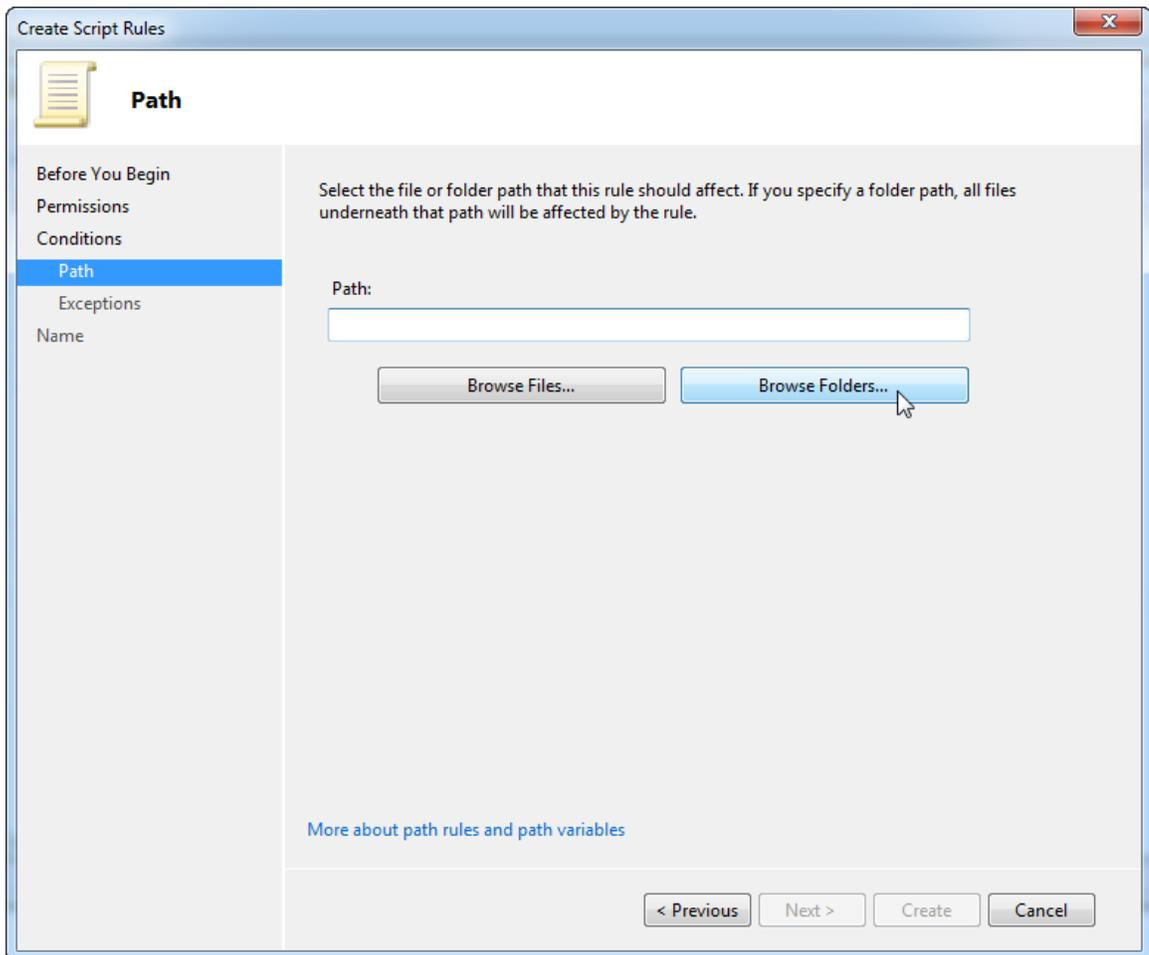 Create Script Rules
Path
Before You Begin
Permissions
Conditions
Path
Exceptions
Name
Select the file or folder path that this rule should affect. If you specify a folder path, all files
underneath that path will be affected by the rule.
Path:
Browse Files...
Browse Folders...
More about path rules and path variables
< Previous
Next >
Create
Cancel